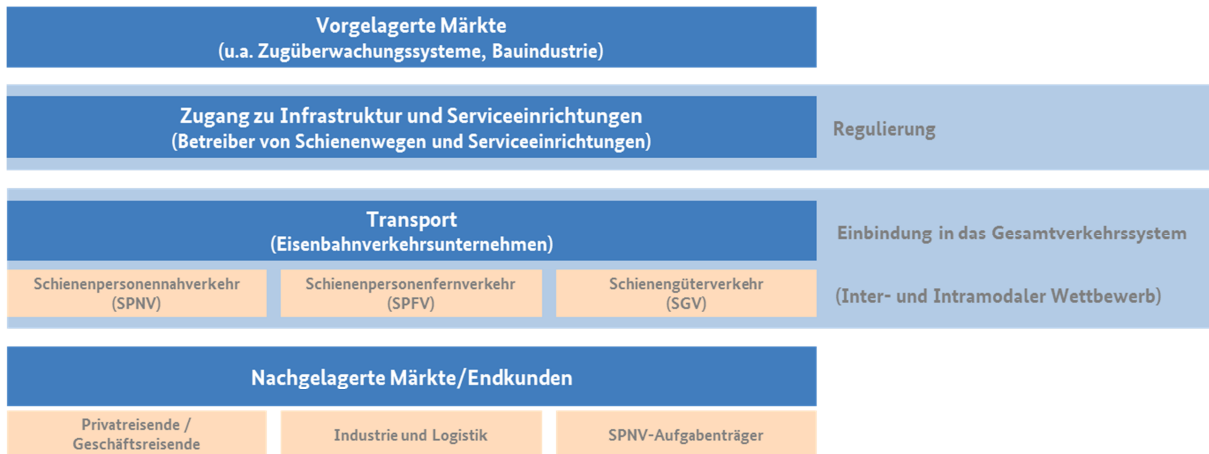 Vorgelagerte Märkte
(u.a. Zugüberwachungssysteme, Bauindustrie)
Zugang zu Infrastruktur und Serviceeinrichtungen
(Betreiber von Schienenwegen und Serviceeinrichtungen)
Regulierung
Transport
(Eisenbahnverkehrsunternehmen)
Einbindung in das Gesamtverkehrssystem
Schienenpersonennahverkehr
(SPNV)
Schienenpersonenfernverkehr
(SPFV)
Schienengüterverkehr
(SGV)
(Inter- und Intramodaler Wettbewerb)
Nachgelagerte Märkte/Endkunden
Privatreisende /
Geschäftsreisende
Industrie und Logistik
SPNV-Aufgabenträger